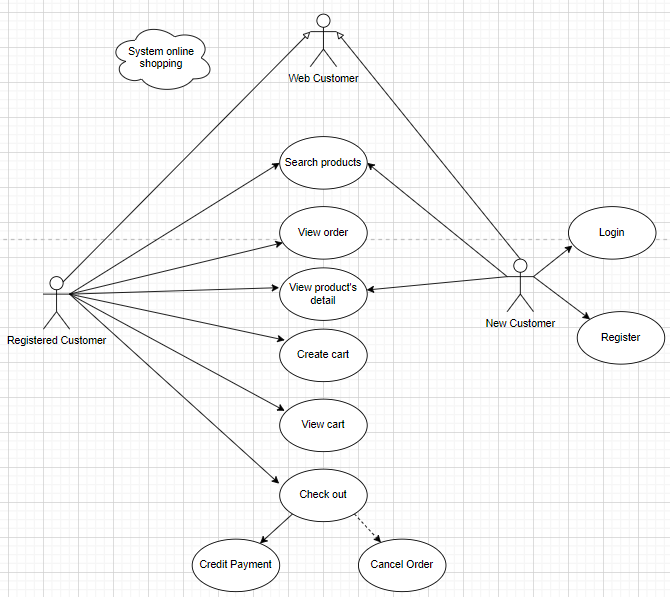 System online
shopping
Web Customer
Search products
View order
Login
View product's
detail
New Customer
Register
Registered Customer
Create cart
View cart
Check out
Credit Payment
Cancel Order